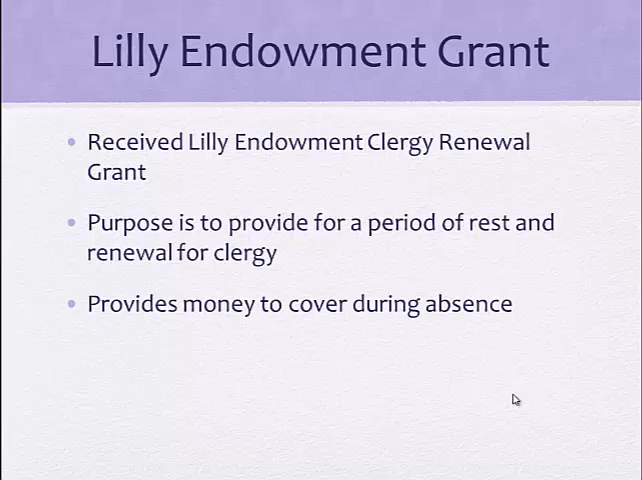 Lilly Endowment Grant
• Received Lilly Endowment Clergy Renewal
Grant
• Purpose is to provide for a period of rest and
renewal for clergy
• Provides money to cover during absence